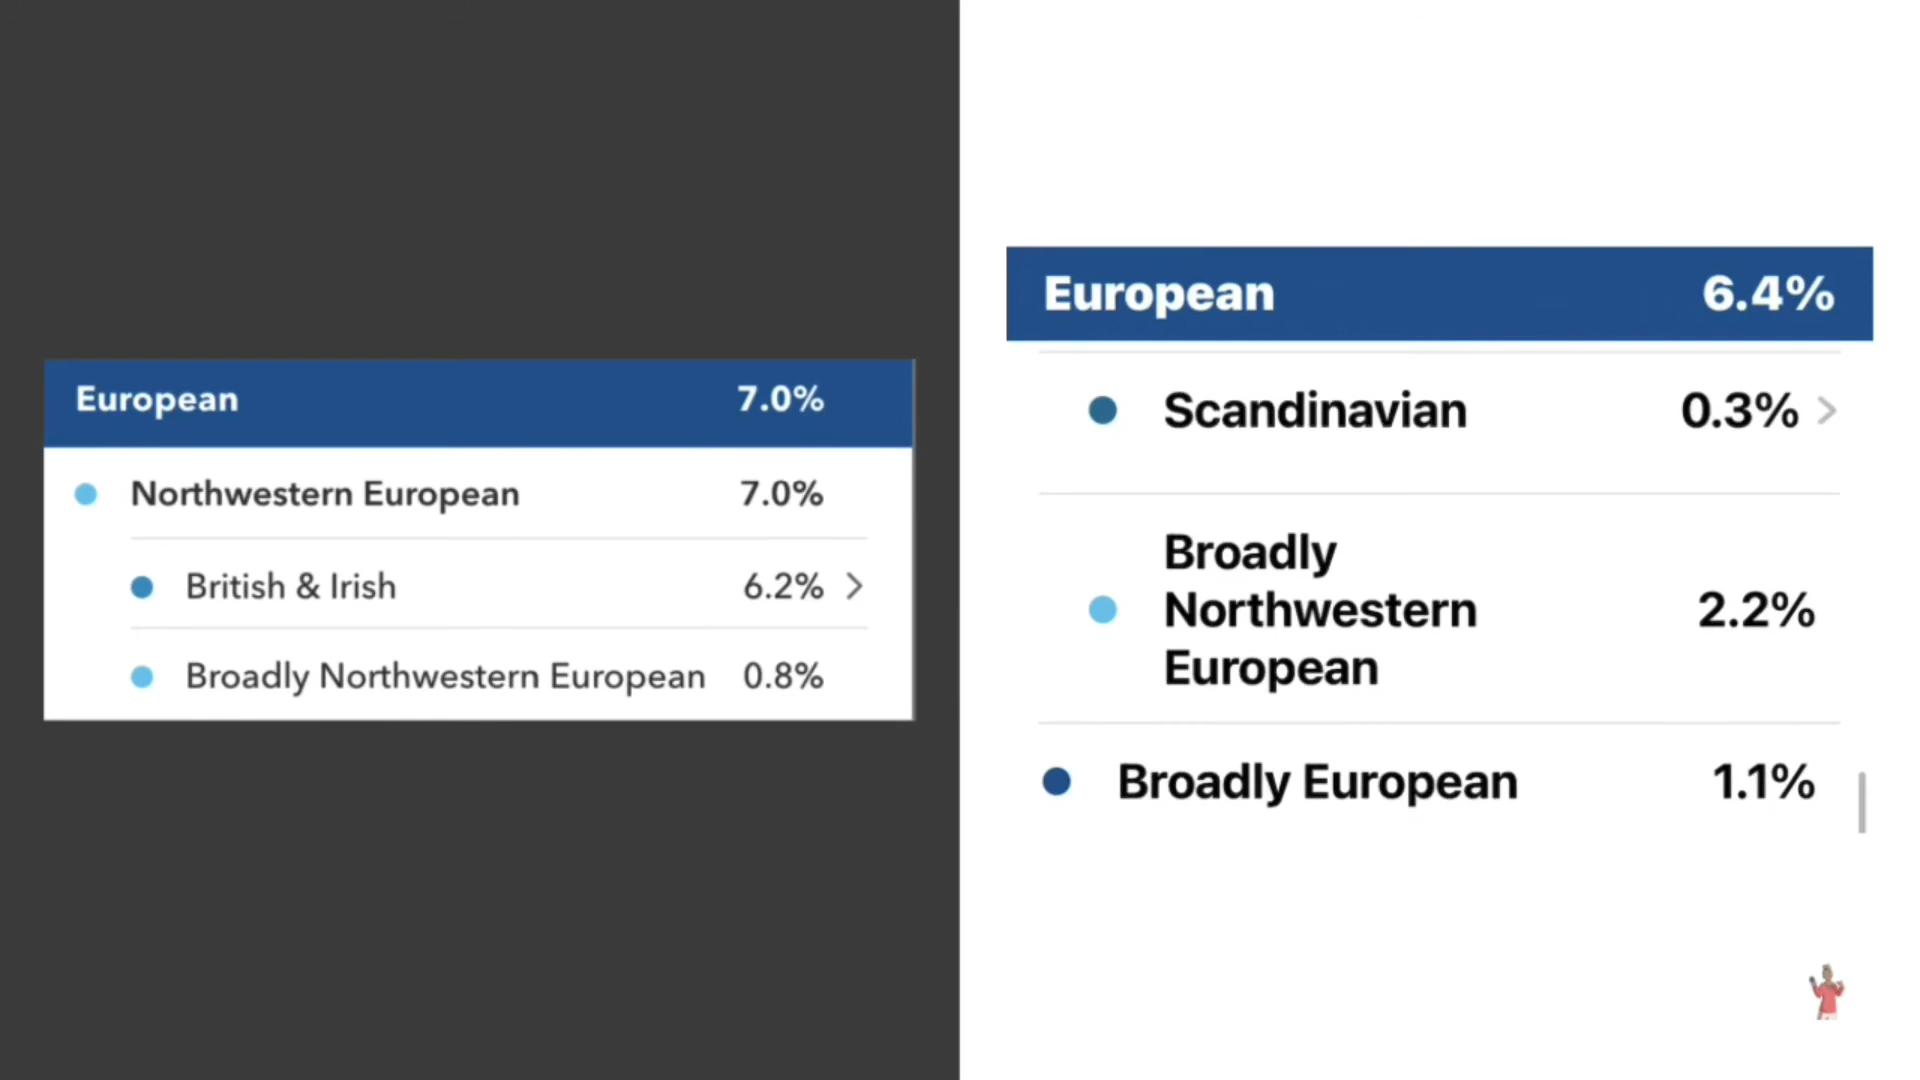 European 7.0%
Northwestern European 7.0%
British & Irish 6.2%
Broadly Northwestern European 0.8%
European 6.4%
Scandinavian 0.3%
Broadly
Northwestern 2.2%
European
Broadly European 1.1%